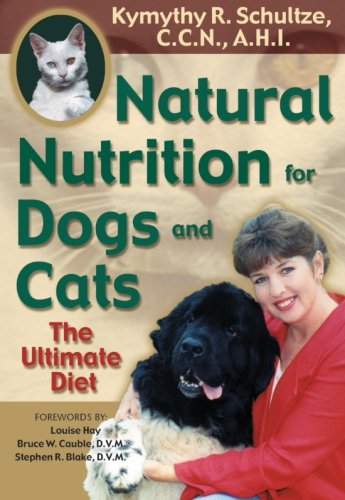 Kymythy R. Schultze,
C.C.N., A.H.I.
Natural
Nutrition for
Dogs and
Cats
The
Ultimate
Diet
FOREWORDS BY:
Louise Hay
Bruce W. Cauble, D.V.M.
Stephen R. Blake, D.V.M.